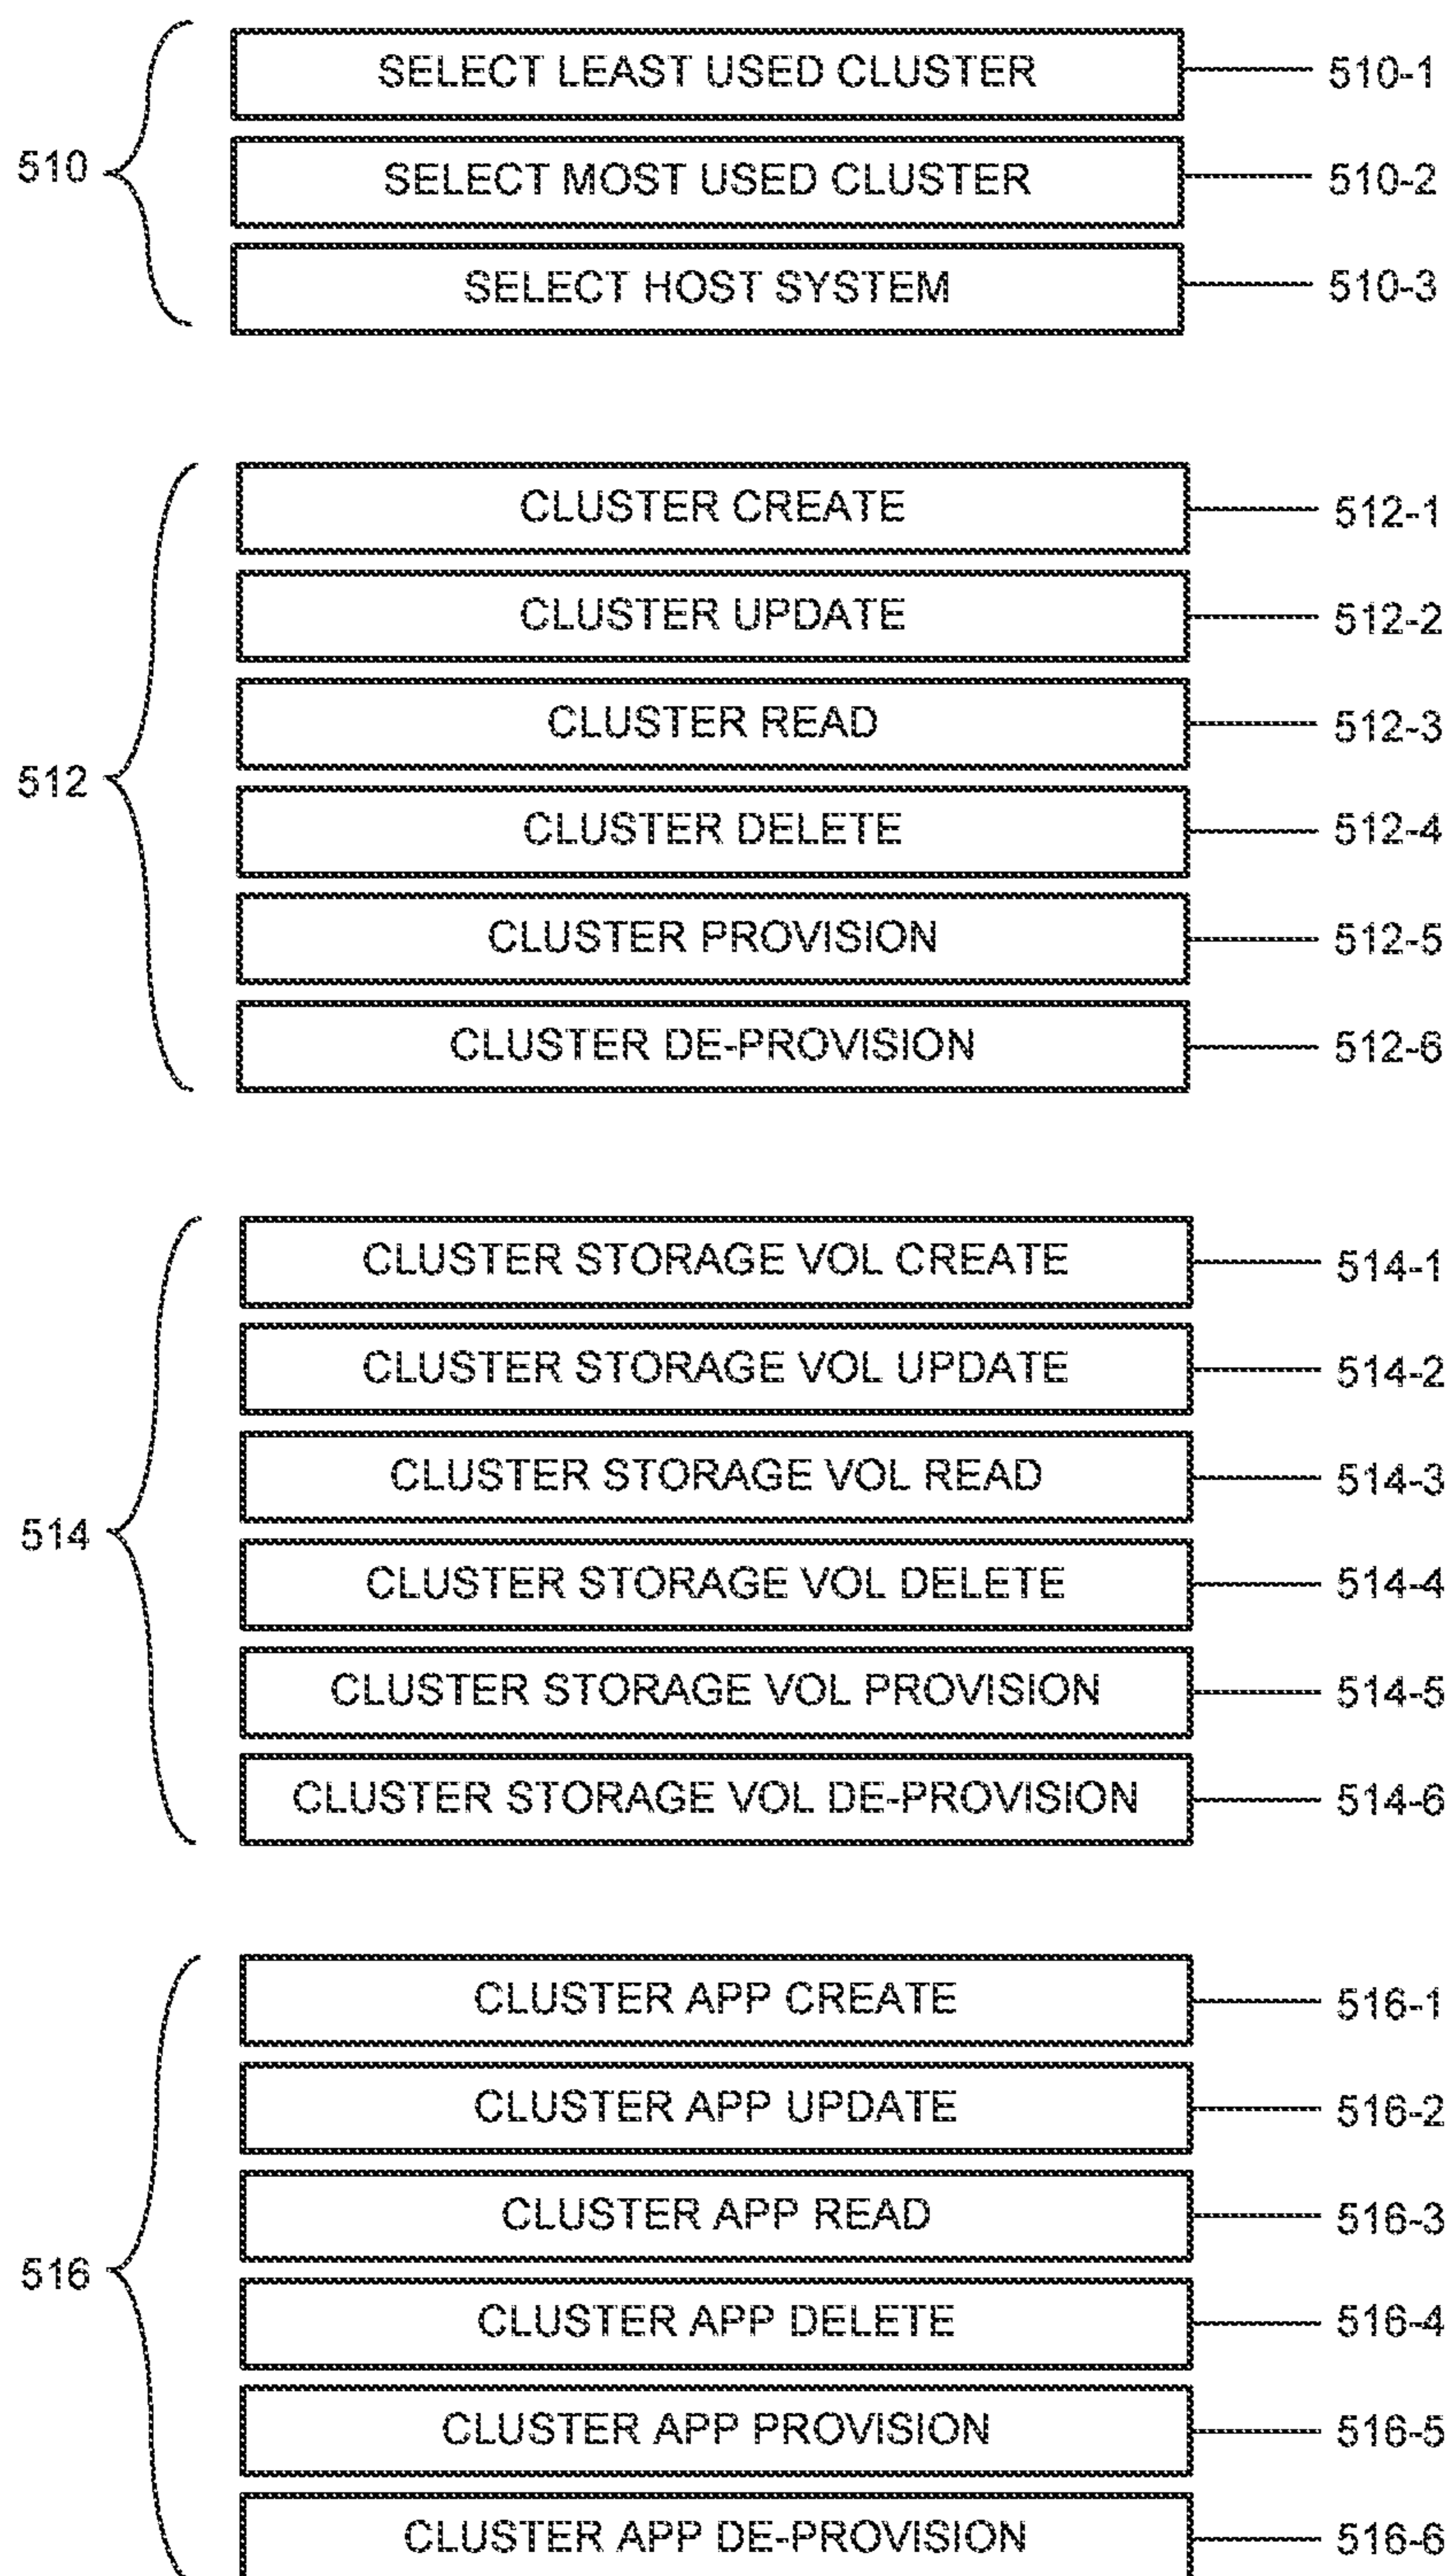 SELECT LEAST USED CLUSTER 510-1
510 SELECT MOST USED CLUSTER 510-2
SELECT HOST SYSTEM 510-3
CLUSTER CREATE 512-1
CLUSTER UPDATE 512-2
CLUSTER READ 512-3
512
CLUSTER DELETE 512-4
CLUSTER PROVISION 512-5
CLUSTER DE-PROVISION 512-6
CLUSTER STORAGE VOL CREATE 514-1
CLUSTER STORAGE VOL UPDATE 514-2
CLUSTER STORAGE VOL READ 514-3
514
CLUSTER STORAGE VOL DELETE 514-4
CLUSTER STORAGE VOL PROVISION 514-5
CLUSTER STORAGE VOL DE-PROVISION 514-6
CLUSTER APP CREATE 516-1
CLUSTER APP UPDATE 516-2
CLUSTER APP READ 516-3
516
CLUSTER APP DELETE 516-4
CLUSTER APP PROVISION 516-5
CLUSTER APP DE-PROVISION 516-6